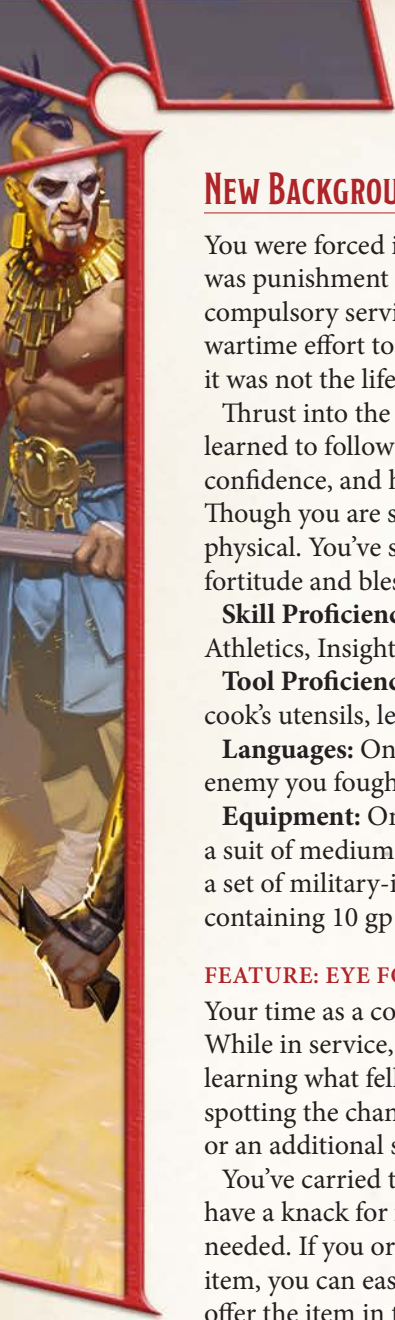 NEW BACKGROU
You were forced i
was punishment
compulsory servi
wartime effort to
it was not the life
Thrust into the
learned to follow
confidence, and h
Though you are s
physical. You've s
fortitude and bles
Skill Proficienc
Athletics, Insight
Tool Proficienc
cook's utensils, le
Languages: On
enemy you fough
Equipment: On
a suit of medium
a set of military-i
containing 10 gp
FEATURE: EYE FO
Your time as a co
While in service,
learning what fell
spotting the chan
or an additional s
You've carried t
have a knack for
needed. If you or
item, you can eas
offer the item in t